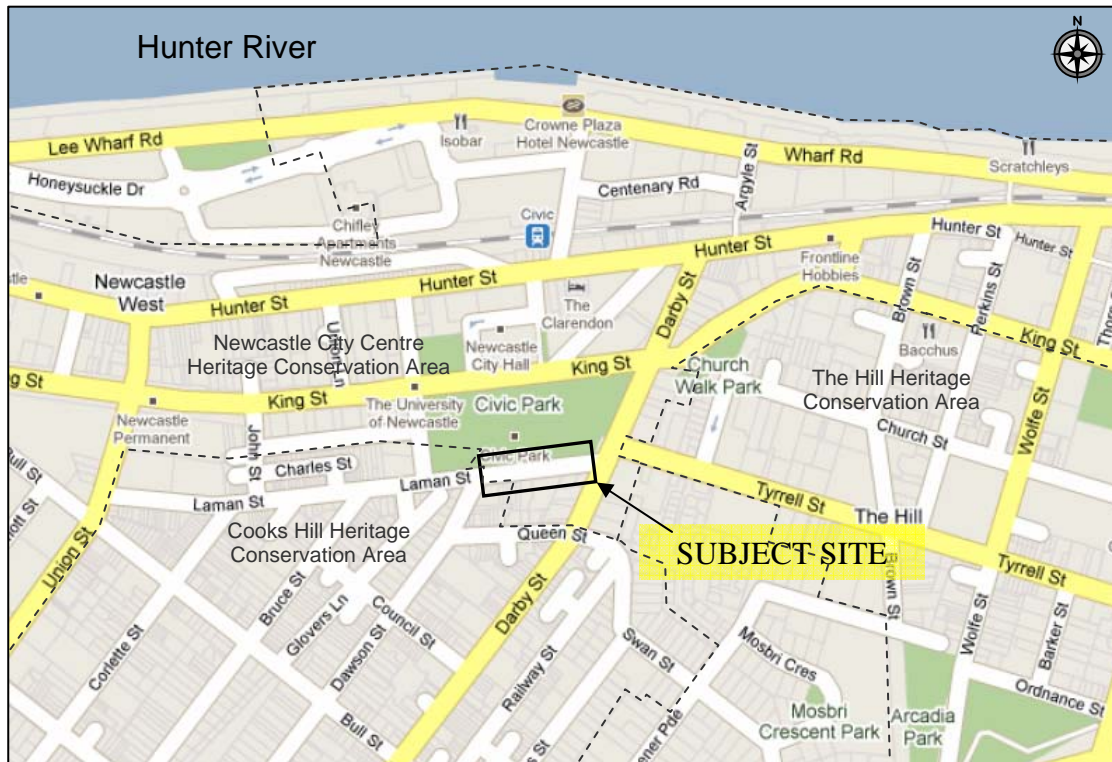 Hunter River
N
Lee Wharf Rd
Isobar
Crowne Plaza
Hotel Newcastle
Wharf Rd
Scratchleys
Honeysuckle Dr
Centenary Rd
Argyle St
Chifley
Apartments
Newcastle
Civic
Hunter St
Hunter St
Hunter St
Frontline
Hobbies
Brown St
Perkins St
Newcastle
West
Hunter St
Hunter St
The
Clarendon
Darby St
Newcastle City Centre
Heritage Conservation Area
Union Ln
Newcastle
City Hall
Bacchus
King St
King St
Church
Walk Park
The Hill Heritage
Conservation Area
King St
King St
The University
of Newcastle
Civic Park
Wolfe St
Newcastle
Permanent
John St
Church St
Bull St
Charles St
Civic Park
Laman St
Laman St
Tyrrell St
The Hill
Cooks Hill Heritage
Conservation Area
Queen St
SUBJECT SITE
Union St
Bruce St
Glovers Ln
Council St
Darby St
Brown St
Tyrrell St
Corlette St
Dawson St
Railway St
Swan St
Mosbri Cres
Wolfe St
Barker St
Bull St
Mosbri
Crescent Park
Arcadia
Park
Ordnance St